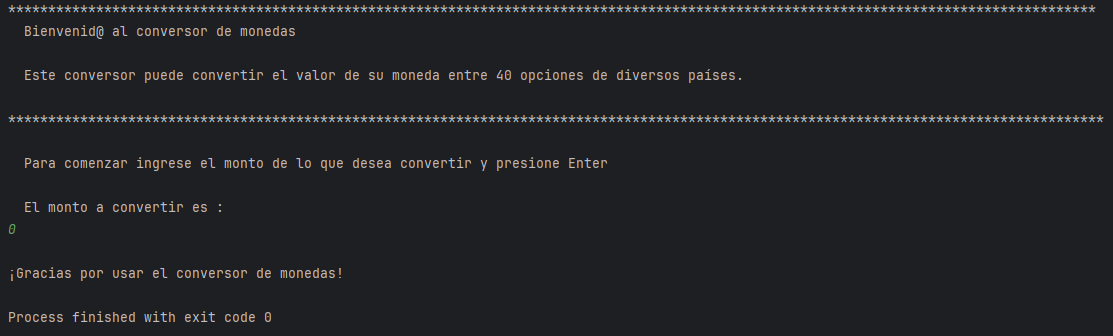 ****************************************************************************************************************************************
Bienvenid@ al conversor de monedas
Este conversor puede convertir el valor de su moneda entre 40 opciones de diversos países.
*****************************************************************************************************************************************
Para comenzar ingrese el monto de lo que desea convertir y presione Enter
El monto a convertir es :
0
¡Gracias por usar el conversor de monedas!
Process finished with exit code 0